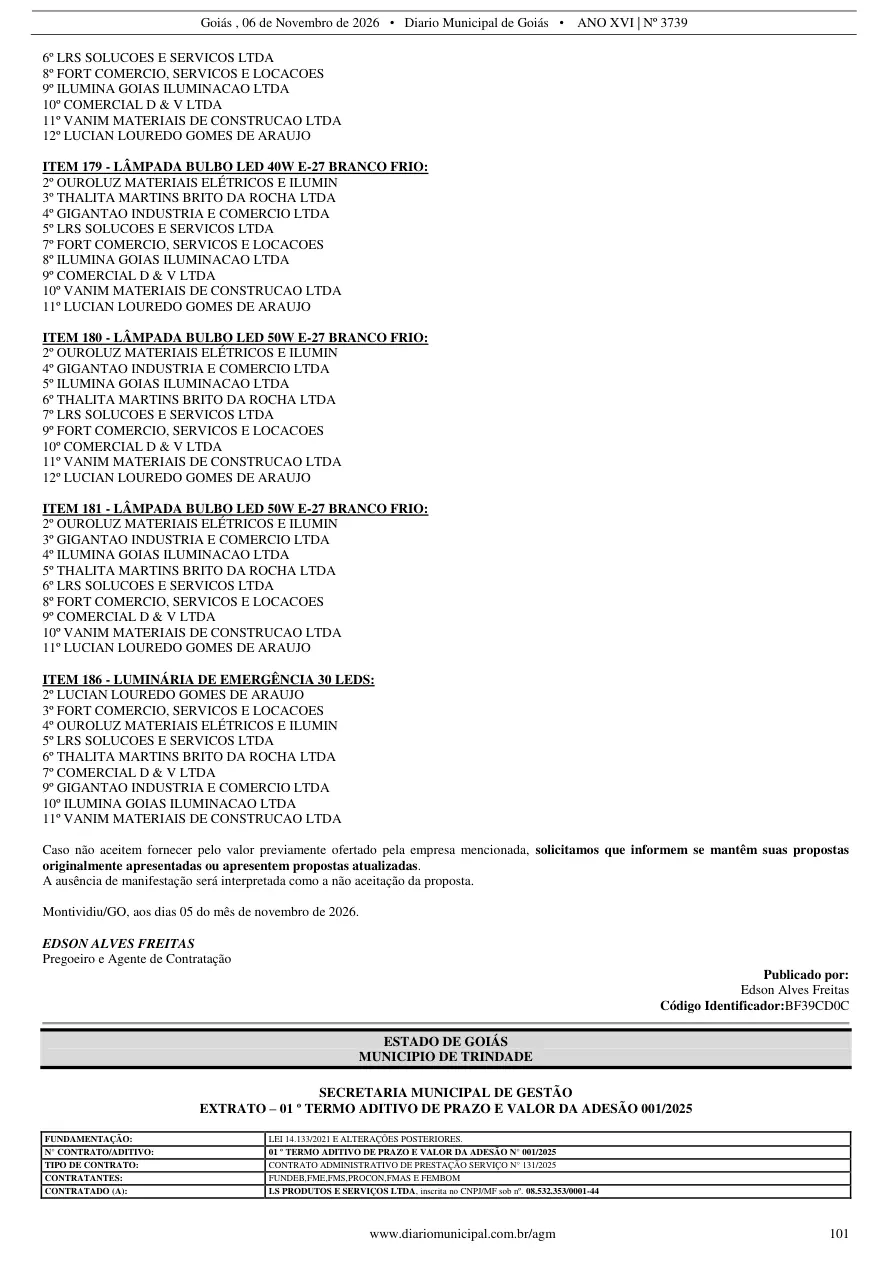 Goiás , 06 de Novembro de 2026 • Diario Municipal de Goiás • ANO XVI | Nº 3739
6º LRS SOLUCOES E SERVICOS LTDA
8º FORT COMERCIO, SERVICOS E LOCACOES
9º ILUMINA GOIAS ILUMINACAO LTDA
10º COMERCIAL D & V LTDA
11º VANIM MATERIAIS DE CONSTRUCAO LTDA
12º LUCIAN LOUREDO GOMES DE ARAUJO
ITEM 179 - LÂMPADA BULBO LED 40W E-27 BRANCO FRIO:
2º OUROLUZ MATERIAIS ELÉTRICOS E ILUMIN
3º THALITA MARTINS BRITO DA ROCHA LTDA
4º GIGANTAO INDUSTRIA E COMERCIO LTDA
5º LRS SOLUCOES E SERVICOS LTDA
7º FORT COMERCIO, SERVICOS E LOCACOES
8º ILUMINA GOIAS ILUMINACAO LTDA
9º COMERCIAL D & V LTDA
10º VANIM MATERIAIS DE CONSTRUCAO LTDA
11º LUCIAN LOUREDO GOMES DE ARAUJO
ITEM 180 - LÂMPADA BULBO LED 50W E-27 BRANCO FRIO:
2º OUROLUZ MATERIAIS ELÉTRICOS E ILUMIN
4º GIGANTAO INDUSTRIA E COMERCIO LTDA
5º ILUMINA GOIAS ILUMINACAO LTDA
6º THALITA MARTINS BRITO DA ROCHA LTDA
7º LRS SOLUCOES E SERVICOS LTDA
9º FORT COMERCIO, SERVICOS E LOCACOES
10º COMERCIAL D & V LTDA
11º VANIM MATERIAIS DE CONSTRUCAO LTDA
12º LUCIAN LOUREDO GOMES DE ARAUJO
ITEM 181 - LÂMPADA BULBO LED 50W E-27 BRANCO FRIO:
2º OUROLUZ MATERIAIS ELÉTRICOS E ILUMIN
3º GIGANTAO INDUSTRIA E COMERCIO LTDA
4º ILUMINA GOIAS ILUMINACAO LTDA
5º THALITA MARTINS BRITO DA ROCHA LTDA
6º LRS SOLUCOES E SERVICOS LTDA
8º FORT COMERCIO, SERVICOS E LOCACOES
9º COMERCIAL D & V LTDA
10º VANIM MATERIAIS DE CONSTRUCAO LTDA
11º LUCIAN LOUREDO GOMES DE ARAUJO
ITEM 186 - LUMINÁRIA DE EMERGÊNCIA 30 LEDS:
2º LUCIAN LOUREDO GOMES DE ARAUJO
3º FORT COMERCIO, SERVICOS E LOCACOES
4º OUROLUZ MATERIAIS ELÉTRICOS E ILUMIN
5º LRS SOLUCOES E SERVICOS LTDA
6º THALITA MARTINS BRITO DA ROCHA LTDA
7º COMERCIAL D & V LTDA
9º GIGANTAO INDUSTRIA E COMERCIO LTDA
10º ILUMINA GOIAS ILUMINACAO LTDA
11º VANIM MATERIAIS DE CONSTRUCAO LTDA
Caso não aceitem fornecer pelo valor previamente ofertado pela empresa mencionada, solicitamos que informem se mantêm suas propostas
originalmente apresentadas ou apresentem propostas atualizadas.
A ausência de manifestação será interpretada como a não aceitação da proposta.
Montividiu/GO, aos dias 05 do mês de novembro de 2026.
EDSON ALVES FREITAS
Pregoeiro e Agente de Contratação
Publicado por:
Edson Alves Freitas
Código Identificador:BF39CD0C
ESTADO DE GOIÁS
MUNICIPIO DE TRINDADE
SECRETARIA MUNICIPAL DE GESTÃO
EXTRATO – 01 º TERMO ADITIVO DE PRAZO E VALOR DA ADESÃO 001/2025
FUNDAMENTAÇÃO: LEI 14.133/2021 E ALTERAÇÕES POSTERIORES.
N° CONTRATO/ADITIVO: 01 º TERMO ADITIVO DE PRAZO E VALOR DA ADESÃO N° 001/2025
TIPO DE CONTRATO: CONTRATO ADMINISTRATIVO DE PRESTAÇÃO SERVIÇO N° 131/2025
CONTRATANTES: FUNDEB,FME,FMS,PROCON,FMAS E FEMBOM
CONTRATADO (A): LS PRODUTOS E SERVIÇOS LTDA, inscrita no CNPJ/MF sob nº. 08.532.353/0001-44
www.diariomunicipal.com.br/agm 101